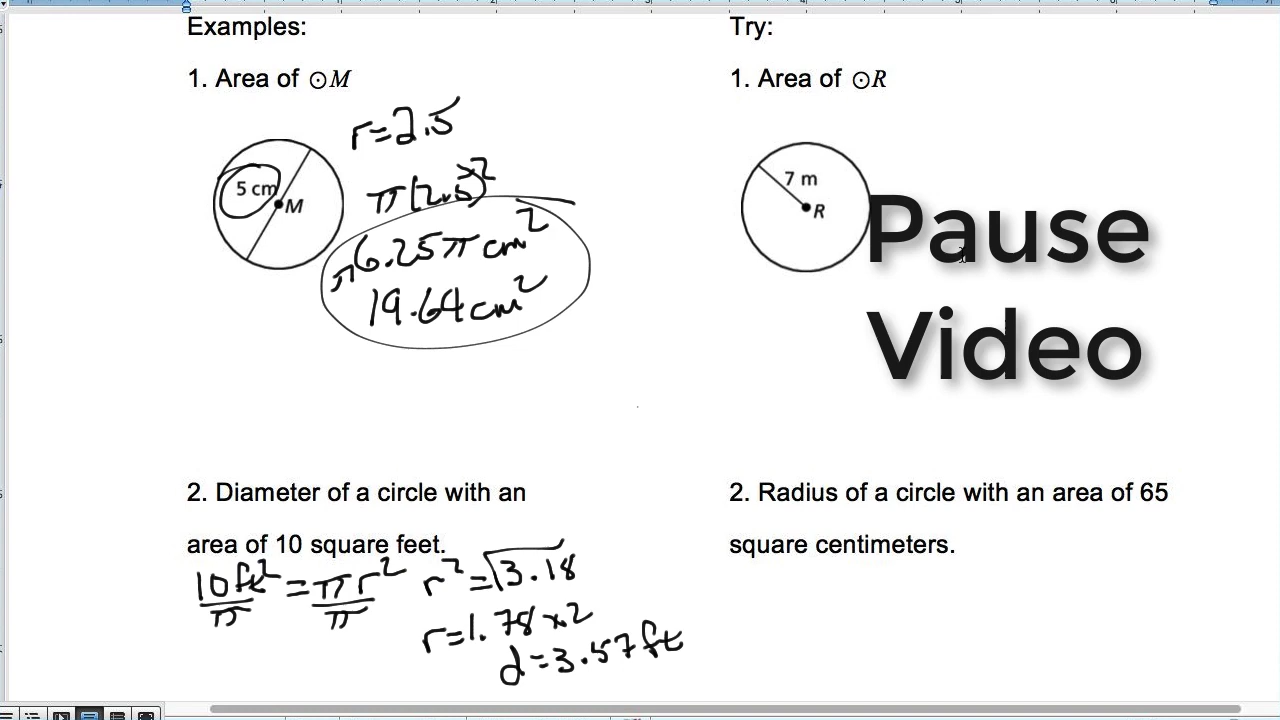 Examples:
1. Area of ⊙M
5 cm
M
r=2.5
π(2.5)²
6.25π cm²
π
19.64 cm²
2. Diameter of a circle with an
area of 10 square feet.
10ft² = πr²
π π
r² = √3.18
r=1.78 x2
d=3.57ft
Try:
1. Area of ⊙R
7 m
R
Pause
Video
2. Radius of a circle with an area of 65
square centimeters.